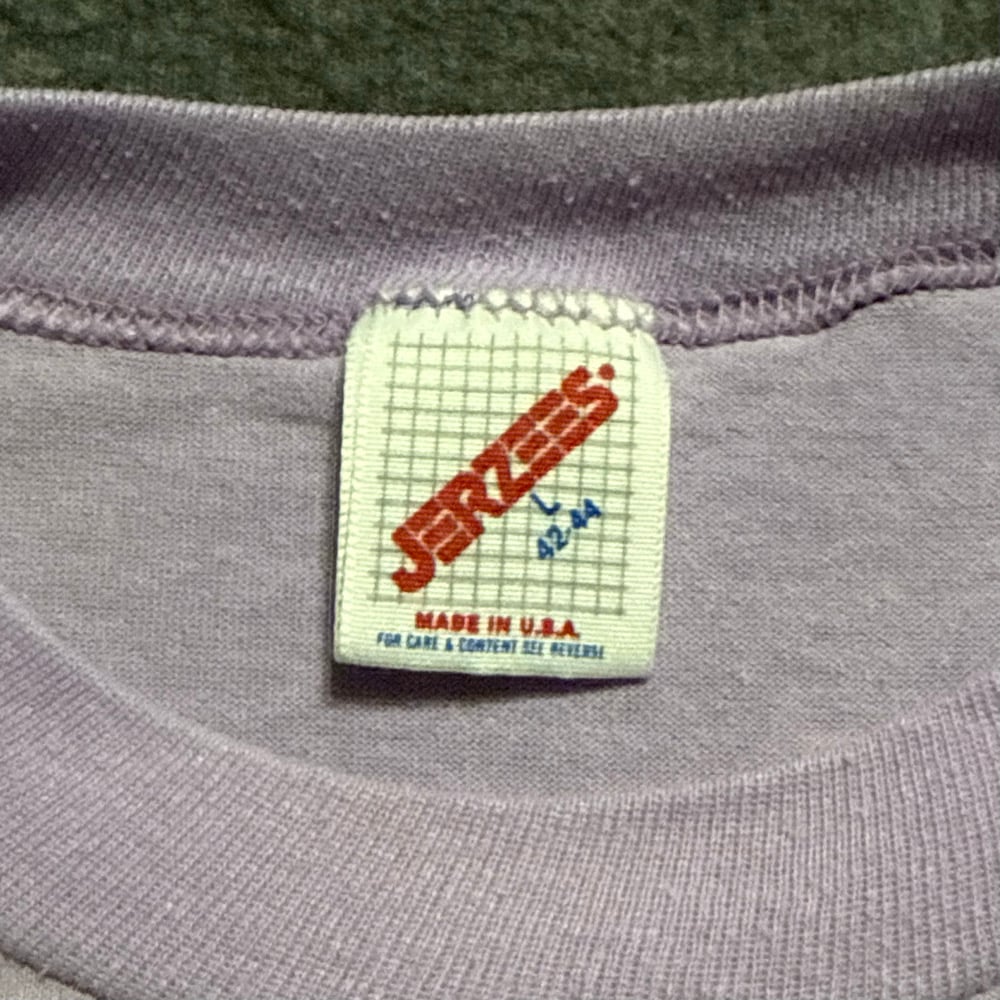 JERZEES
L
42-44
MADE IN U.S.A.
FOR CARE & CONTENT SEE REVERSE